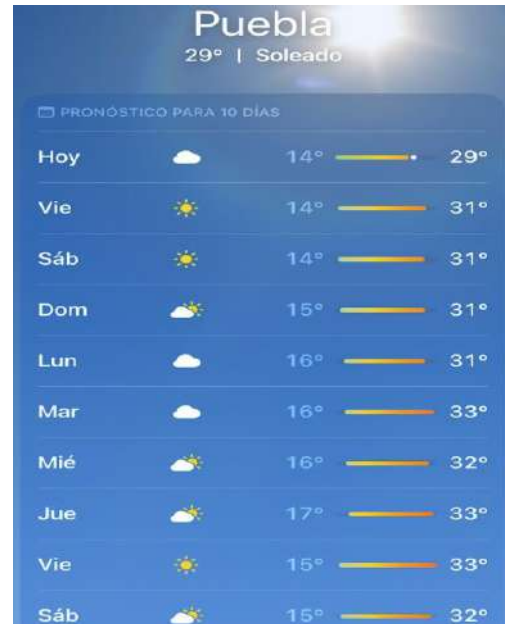 Puebla
29° | Soleado
PRONÓSTICO PARA 10 DÍAS
Hoy 14° 29°
Vie 14° 31°
Sáb 14° 31°
Dom 15° 31°
Lun 16° 31°
Mar 16° 33°
Mié 16° 32°
Jue 17° 33°
Vie 15° 33°
Sáb 15° 32°